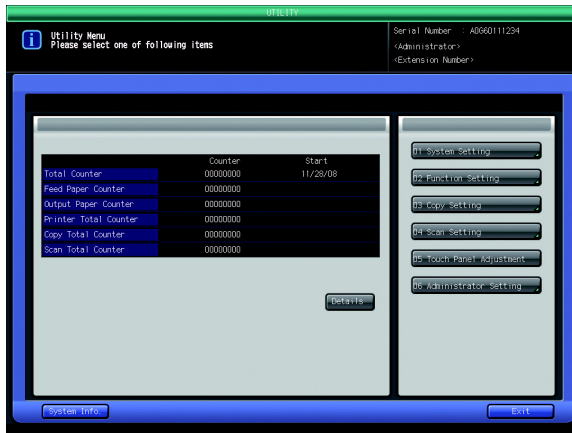 UTILITY
Utility Menu
Please select one of following items
Serial Number : A0G60111234
<Administrator>
<Extension Number>
Counter Start
Total Counter 00000000 11/28/08
Feed Paper Counter 00000000
Output Paper Counter 00000000
Printer Total Counter 00000000
Copy Total Counter 00000000
Scan Total Counter 00000000
Details
01 System Setting
02 Function Setting
03 Copy Setting
04 Scan Setting
05 Touch Panel Adjustment
06 Administrator Setting
System Info.
Exit